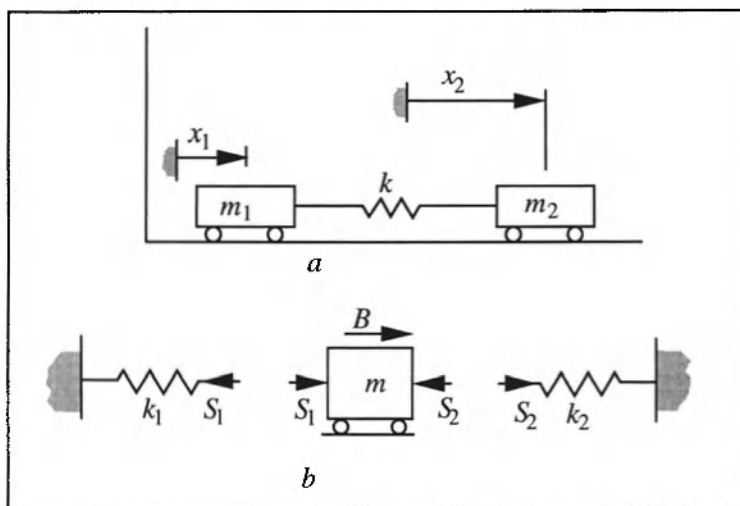 x₂
x₁
k
m₁ m₂
a
B
S₁ m S₂
k₁ S₁ S₂ k₂
b